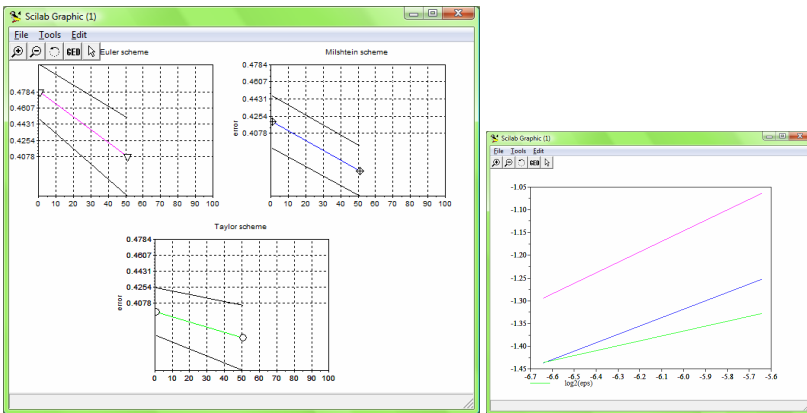 Scilab Graphic (1)
File Tools Edit
GED
Euler scheme
0.4784
0.4607
0.4431
0.4254
0.4078
0 10 20 30 40 50 60 70 80 90 100
Milshtein scheme
error
0.4784
0.4607
0.4431
0.4254
0.4078
0 10 20 30 40 50 60 70 80 90 100
Taylor scheme
error
0.4784
0.4607
0.4431
0.4254
0.4078
0 10 20 30 40 50 60 70 80 90 100
Scilab Graphic (1)
File Tools Edit
GED
-1.05
-1.10
-1.15
-1.20
-1.25
-1.30
-1.35
-1.40
-1.45
-6.7 -6.6 -6.5 -6.4 -6.3 -6.2 -6.1 -6.0 -5.9 -5.8 -5.7 -5.6
log2(eps)